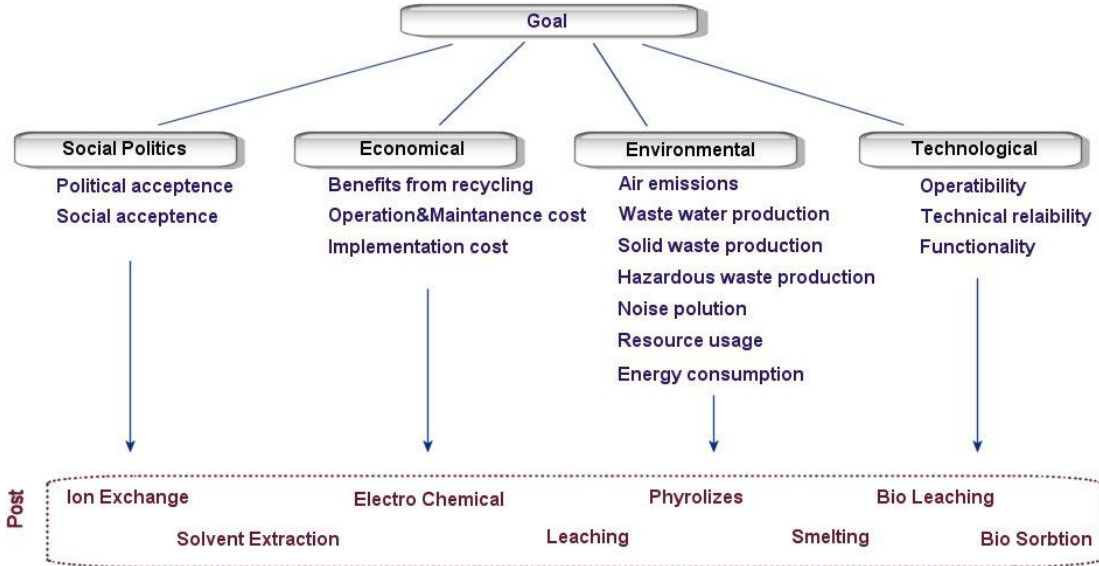 Goal
Social Politics
Political acceptence
Social acceptence
Economical
Benefits from recycling
Operation&Maintanence cost
Implementation cost
Environmental
Air emissions
Waste water production
Solid waste production
Hazardous waste production
Noise polution
Resource usage
Energy consumption
Technological
Operatibility
Technical relaibility
Functionality
Post
Ion Exchange
Electro Chemical
Phyrolizes
Bio Leaching
Solvent Extraction
Leaching
Smelting
Bio Sorbtion